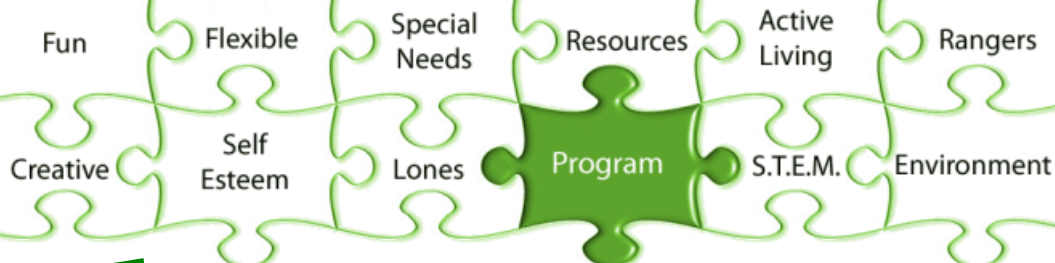 Fun
Flexible
Special
Needs
Resources
Active
Living
Rangers
Creative
Self
Esteem
Lones
Program
S.T.E.M.
Environment